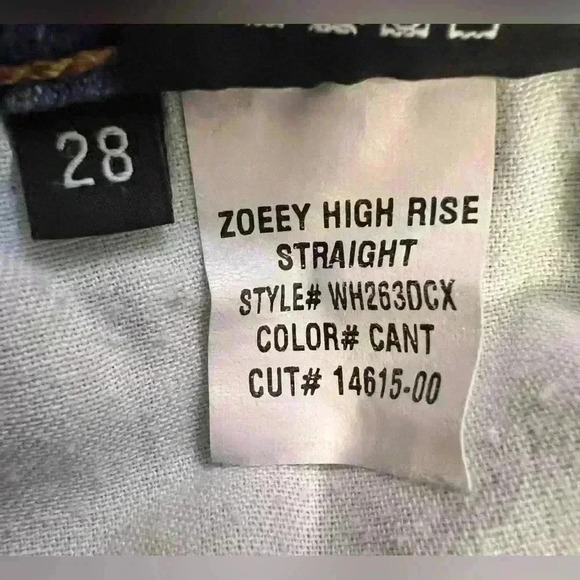 28
ZOEEY HIGH RISE
STRAIGHT
STYLE# WH263DCX
COLOR# CANT
CUT# 14615-00